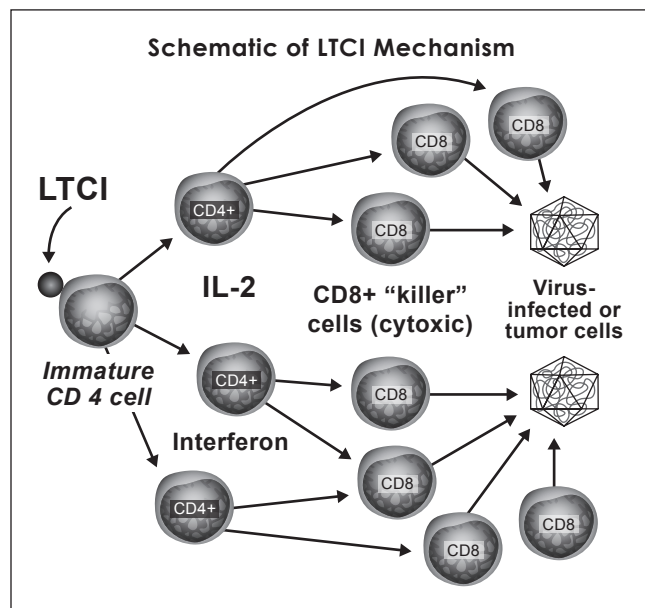 Schematic of LTCI Mechanism
CD8
CD8
LTCI
CD4+
CD8
IL-2
CD8+ “killer”
cells (cytoxic)
Virus-
infected or
tumor cells
Immature
CD 4 cell
CD4+
CD8
Interferon
CD8
CD4+
CD8
CD8